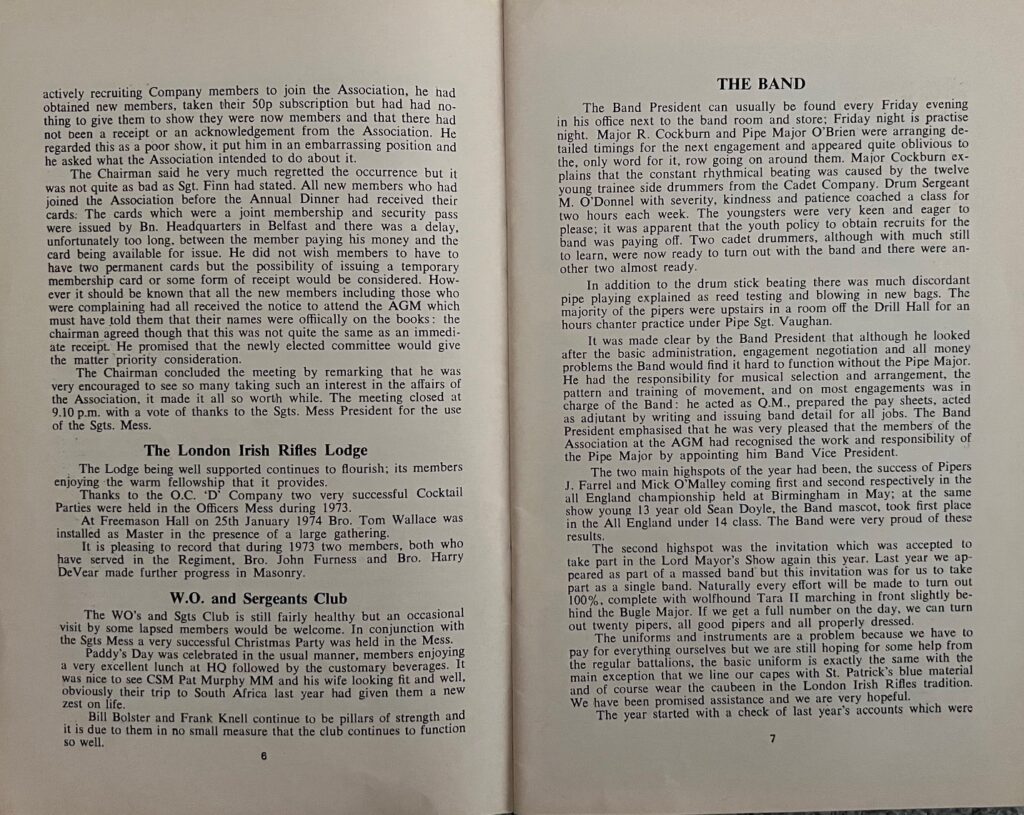 actively recruiting Company members to join the Association, he had
obtained new members, taken their 50p subscription but had had no-
thing to give them to show they were now members and that there had
not been a receipt or an acknowledgement from the Association. He
regarded this as a poor show, it put him in an embarrassing position and
he asked what the Association intended to do about it.
The Chairman said he very much regretted the occurrence but it
was not quite as bad as Sgt. Finn had stated. All new members who had
joined the Association before the Annual Dinner had received their
cards. The cards which were a joint membership and security pass
were issued by Bn. Headquarters in Belfast and there was a delay,
unfortunately too long, between the member paying his money and the
card being available for issue. He did not wish members to have to
have two permanent cards but the possibility of issuing a temporary
membership card or some form of receipt would be considered. How-
ever it should be known that all the new members including those who
were complaining had all received the notice to attend the AGM which
must have told them that their names were offiically on the books: the
chairman agreed though that this was not quite the same as an immedi-
ate receipt. He promised that the newly elected committee would give
the matter priority consideration.
The Chairman concluded the meeting by remarking that he was
very encouraged to see so many taking such an interest in the affairs of
the Association, it made it all so worth while. The meeting closed at
9.10 p.m. with a vote of thanks to the Sgts. Mess President for the use
of the Sgts. Mess.
The London Irish Rifles Lodge
The Lodge being well supported continues to flourish; its members
enjoying the warm fellowship that it provides.
Thanks to the O.C. 'D' Company two very successful Cocktail
Parties were held in the Officers Mess during 1973.
At Freemason Hall on 25th January 1974 Bro. Tom Wallace was
installed as Master in the presence of a large gathering.
It is pleasing to record that during 1973 two members, both who
have served in the Regiment, Bro. John Furness and Bro. Harry
DeVear made further progress in Masonry.
W.O. and Sergeants Club
The WO's and Sgts Club is still fairly healthy but an occasional
visit by some lapsed members would be welcome. In conjunction with
the Sgts Mess a very successful Christmas Party was held in the Mess.
Paddy's Day was celebrated in the usual manner, members enjoying
a very excellent lunch at HQ followed by the customary beverages. It
was nice to see CSM Pat Murphy MM and his wife looking fit and well,
obviously their trip to South Africa last year had given them a new
zest on life.
Bill Bolster and Frank Knell continue to be pillars of strength and
it is due to them in no small measure that the club continues to function
so well.
6
THE BAND
The Band President can usually be found every Friday evening
in his office next to the band room and store; Friday night is practise
night. Major R. Cockburn and Pipe Major O'Brien were arranging de-
tailed timings for the next engagement and appeared quite oblivious to
the, only word for it, row going on around them. Major Cockburn ex-
plains that the constant rhythmical beating was caused by the twelve
young trainee side drummers from the Cadet Company. Drum Sergeant
M. O'Donnel with severity, kindness and patience coached a class for
two hours each week. The youngsters were very keen and eager to
please; it was apparent that the youth policy to obtain recruits for the
band was paying off. Two cadet drummers, although with much still
to learn, were now ready to turn out with the band and there were an-
other two almost ready.
In addition to the drum stick beating there was much discordant
pipe playing explained as reed testing and blowing in new bags. The
majority of the pipers were upstairs in a room off the Drill Hall for an
hours chanter practice under Pipe Sgt. Vaughan.
It was made clear by the Band President that although he looked
after the basic administration, engagement negotiation and all money
problems the Band would find it hard to function without the Pipe Major.
He had the responsibility for musical selection and arrangement, the
pattern and training of movement, and on most engagements was in
charge of the Band: he acted as Q.M., prepared the pay sheets, acted
as adjutant by writing and issuing band detail for all jobs. The Band
President emphasised that he was very pleased that the members of the
Association at the AGM had recognised the work and responsibility of
the Pipe Major by appointing him Band Vice President.
The two main highspots of the year had been, the success of Pipers
J. Farrel and Mick O'Malley coming first and second respectively in the
all England championship held at Birmingham in May; at the same
show young 13 year old Sean Doyle, the Band mascot, took first place
in the All England under 14 class. The Band were very proud of these
results.
The second highspot was the invitation which was accepted to
take part in the Lord Mayor's Show again this year. Last year we ap-
peared as part of a massed band but this invitation was for us to take
part as a single band. Naturally every effort will be made to turn out
100%, complete with wolfhound Tara II marching in front slightly be-
hind the Bugle Major. If we get a full number on the day, we can turn
out twenty pipers, all good pipers and all properly dressed.
The uniforms and instruments are a problem because we have to
pay for everything ourselves but we are still hoping for some help from
the regular battalions, the basic uniform is exactly the same with the
main exception that we line our capes with St. Patrick's blue material
and of course wear the caubeen in the London Irish Rifles tradition.
We have been promised assistance and we are very hopeful.
The year started with a check of last year's accounts which were
7